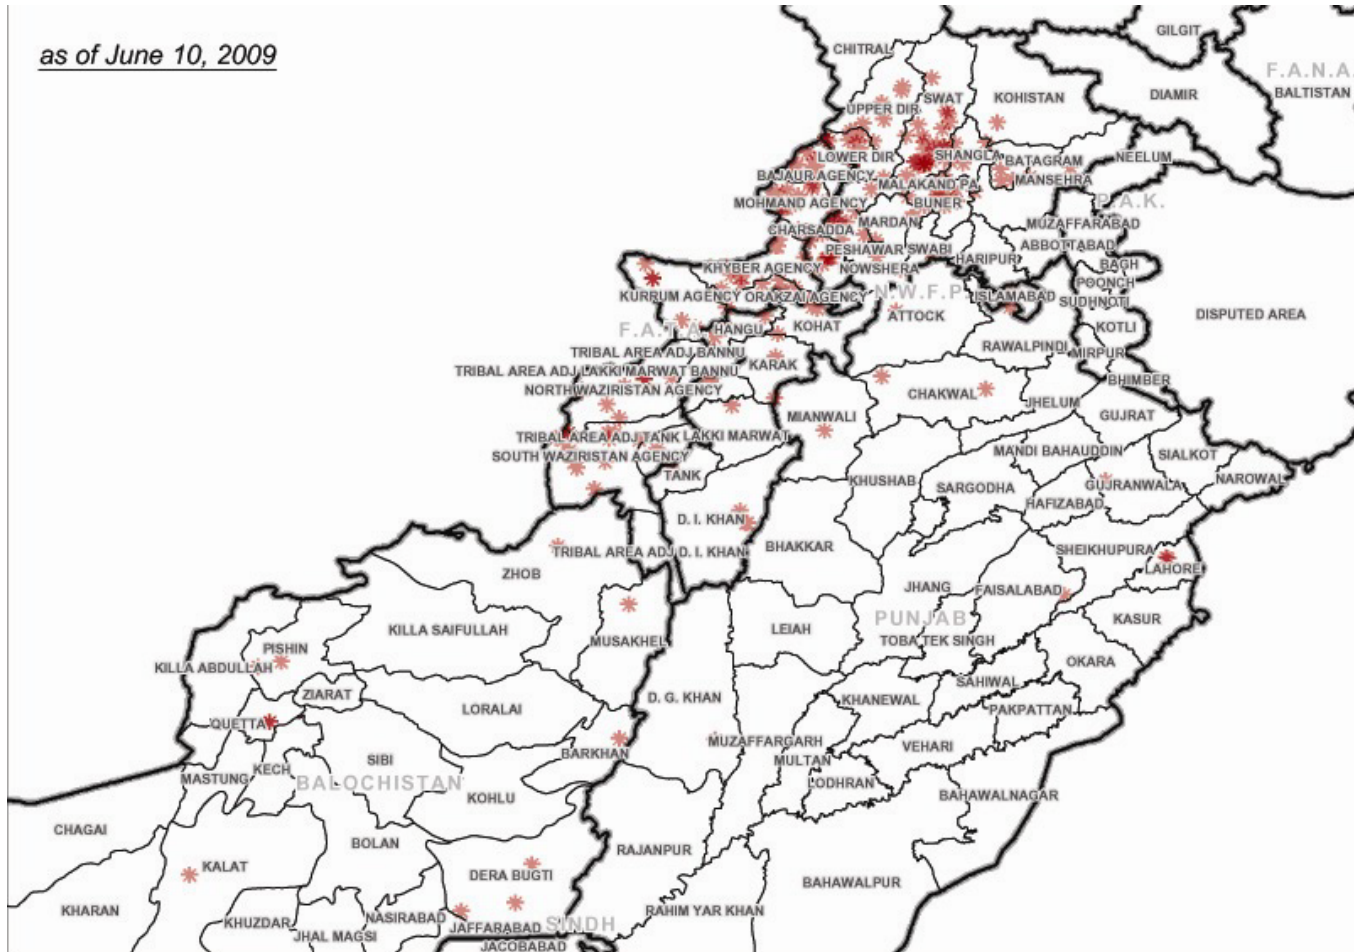 as of June 10, 2009
GILGIT
CHITRAL
F.A.N.A.
BALTISTAN
SWAT
KOHISTAN
DIAMIR
UPPER DIR
LOWER DIR
SHANGLA
BATAGRAM
NEELUM
BAJAUR AGENCY
MALAKAND PA
MANSEHRA
MOHMAND AGENCY
BUNER
P.A.K.
CHARSADDA
MARDAN
MUZAFFARABAD
PESHAWAR
SWABI
HARIPUR
ABBOTTABAD
KHYBER AGENCY
NOWSHERA
BAGH
KURRUM AGENCY
ORAKZAI AGENCY
N.W.F.P.
ISLAMABAD
POONCH
SUDHNOTI
F.A.T.A.
HANGU
KOHAT
ATTOCK
KOTLI
DISPUTED AREA
TRIBAL AREA ADJ BANNU
KARAK
RAWALPINDI
MIRPUR
TRIBAL AREA ADJ LAKKI MARWAT
BANNU
BHIMBER
NORTH WAZIRISTAN AGENCY
CHAKWAL
JHELUM
MIANWALI
GUJRAT
TRIBAL AREA ADJ TANK
LAKKI MARWAT
SOUTH WAZIRISTAN AGENCY
MANDI BAHAUDDIN
SIALKOT
TANK
KHUSHAB
SARGODHA
GUJRANWALA
NAROWAL
HAFIZABAD
D. I. KHAN
BHAKKAR
TRIBAL AREA ADJ D. I. KHAN
SHEIKHUPURA
LAHORE
ZHOB
JHANG
FAISALABAD
KILLA SAIFULLAH
MUSAKHEL
LEIAH
PUNJAB
KASUR
TOBA TEK SINGH
PISHIN
KILLA ABDULLAH
OKARA
ZIARAT
D. G. KHAN
KHANEWAL
SAHIWAL
LORALAI
PAKPATTAN
QUETTA
BARKHAN
MUZAFFARGARH
VEHARI
SIBI
MULTAN
MASTUNG
KECH
BALOCHISTAN
LODHRAN
KOHLU
BAHAWALNAGAR
CHAGAI
BOLAN
RAJANPUR
KALAT
DERA BUGTI
BAHAWALPUR
KHARAN
KHUZDAR
NASIRABAD
JAFFARABAD
SINDH
RAHIM YAR KHAN
JHAL MAGSI
JACOBABAD